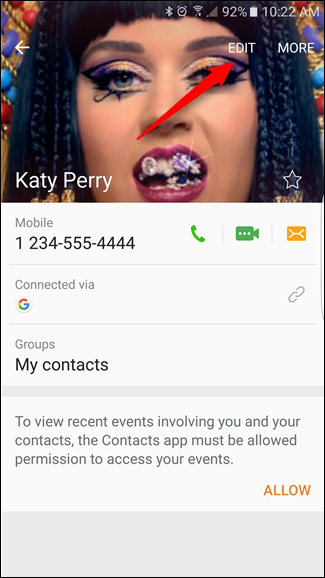 92% 10:22 AM
EDIT MORE
Katy Perry
Mobile
1 234-555-4444
Connected via
G
Groups
My contacts
To view recent events involving you and your
contacts, the Contacts app must be allowed
permission to access your events.
ALLOW